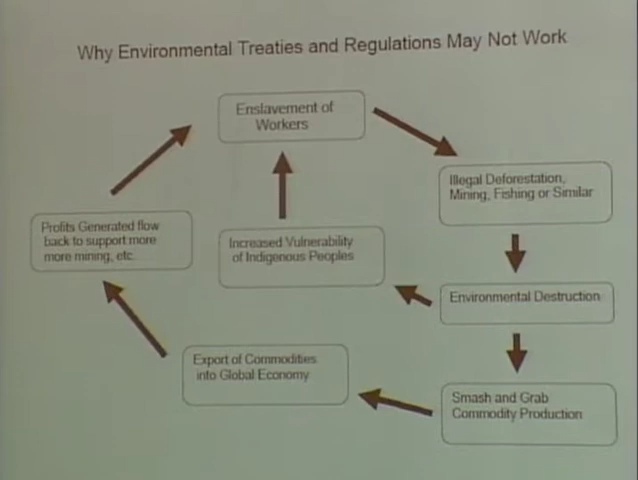 Why Environmental Treaties and Regulations May Not Work
Enslavement of
Workers
Illegal Deforestation,
Mining, Fishing or Similar
Profits Generated flow
back to support more
more mining, etc.
Increased Vulnerability
of Indigenous Peoples
Environmental Destruction
Export of Commodities
into Global Economy
Smash and Grab
Commodity Production